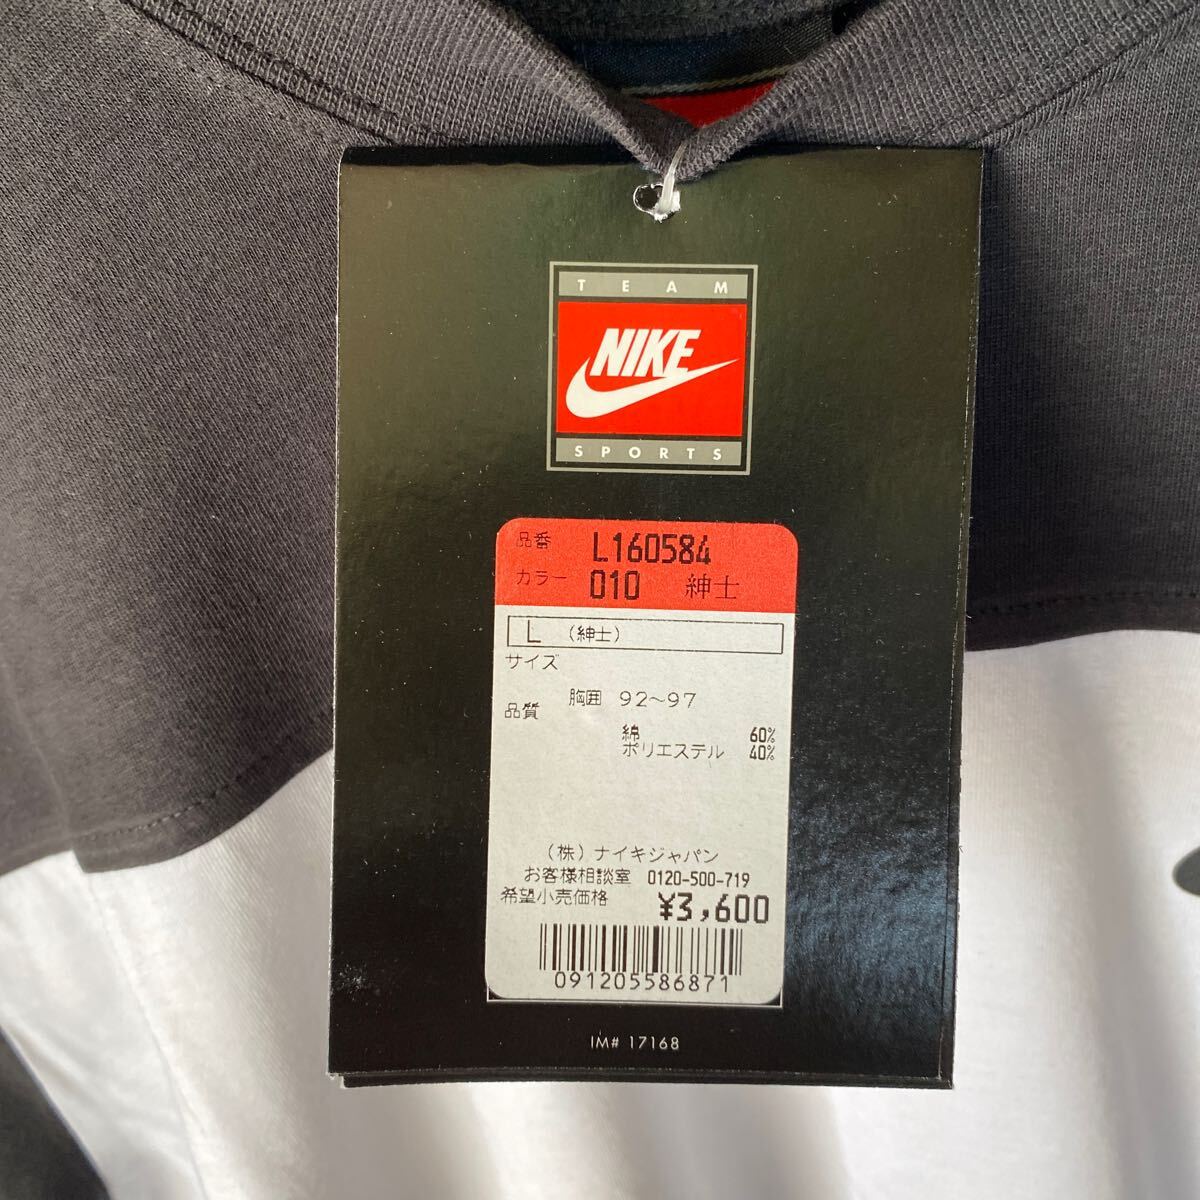 TEAM
NIKE
SPORTS
品番 L160584
カラー 010 紳士
L (紳士)
サイズ
胸囲 92〜97
品質
綿 60%
ポリエステル 40%
(株)ナイキジャパン
お客様相談室 0120-500-719
希望小売価格 ¥3,600
091205586871
IM# 17168